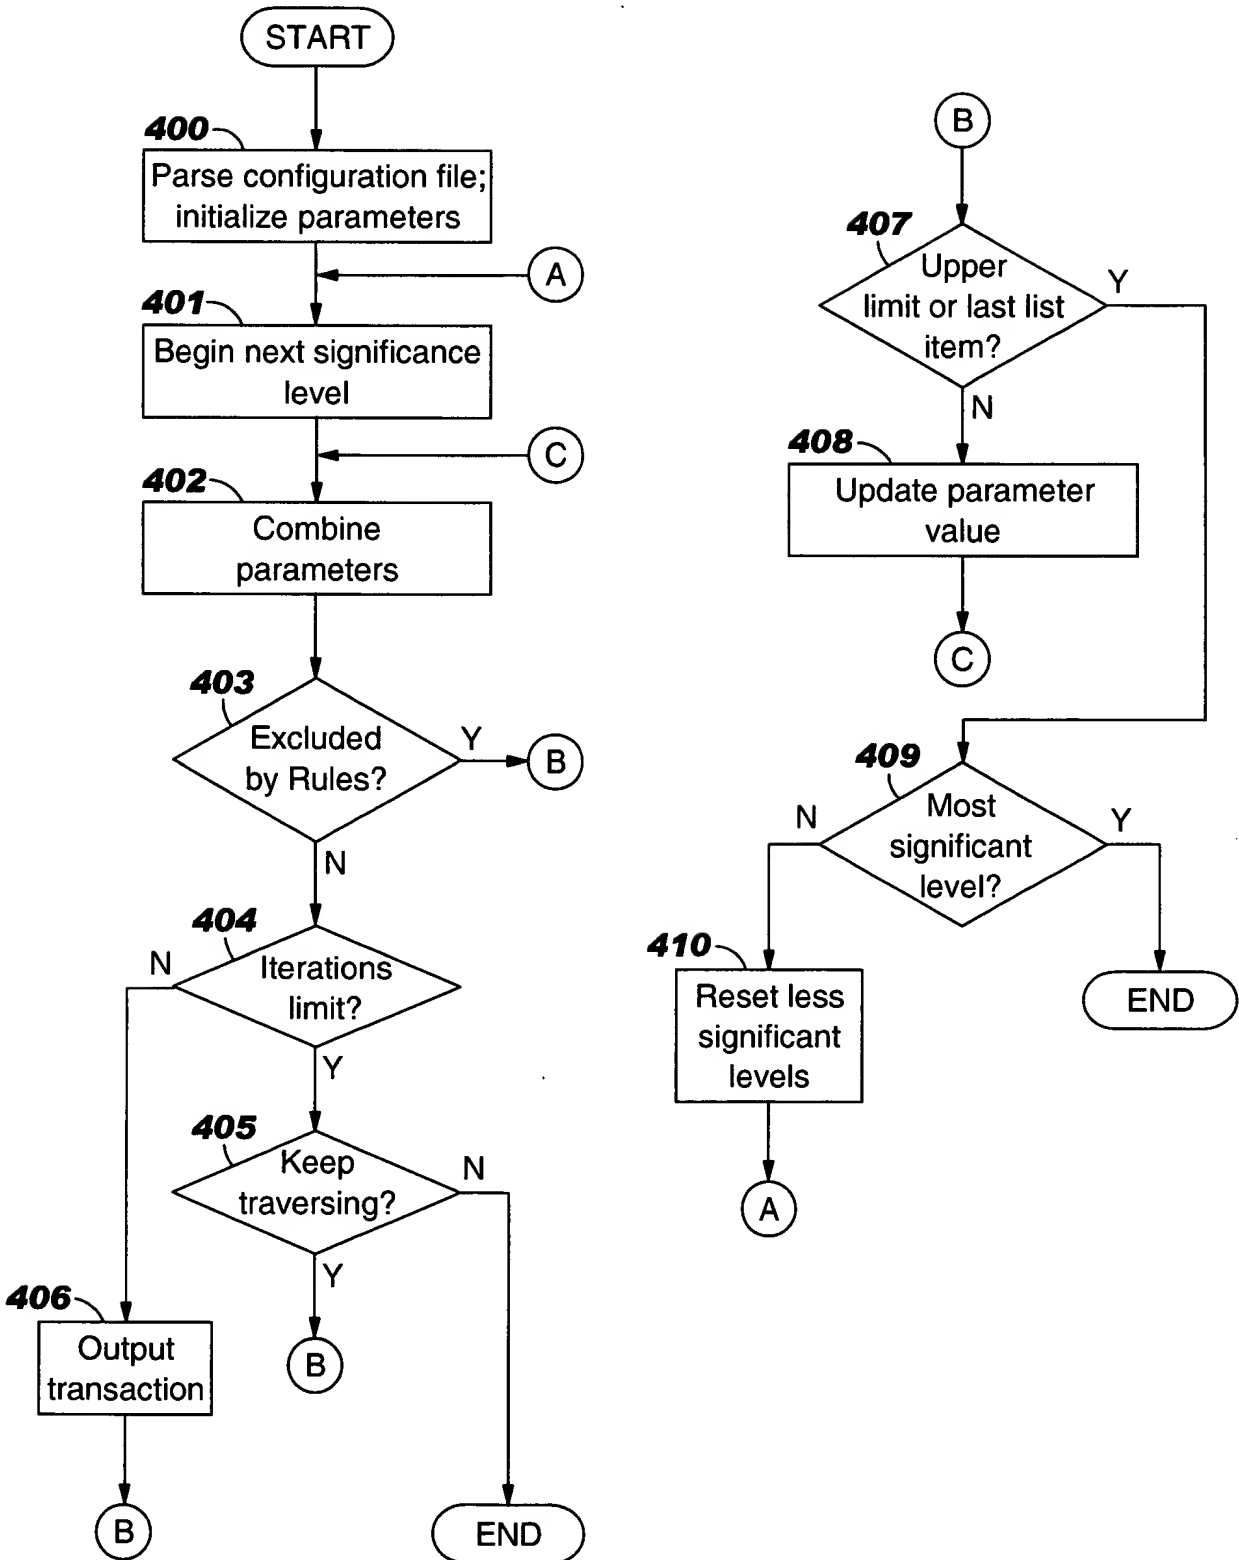 START
400
Parse configuration file;
initialize parameters
A
401
Begin next significance
level
C
402
Combine
parameters
403
Excluded
by Rules?
Y
B
N
404
Iterations
limit?
N
Y
405
Keep
traversing?
N
Y
B
406
Output
transaction
B
END
B
407
Upper
limit or last list
item?
Y
N
408
Update parameter
value
C
409
Most
significant
level?
N
Y
410
Reset less
significant
levels
A
END